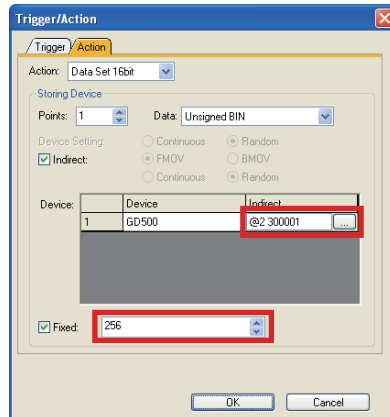 Trigger/Action
Trigger Action
Action: Data Set 16bit
Storing Device
Points: 1 Data: Unsigned BIN
Device Setting: Continuous Random
Indirect: FMOV BMOV
Continuous Random
Device: Device Indirect
1 GD500 @2 300001 ...
Fixed: 256
OK Cancel